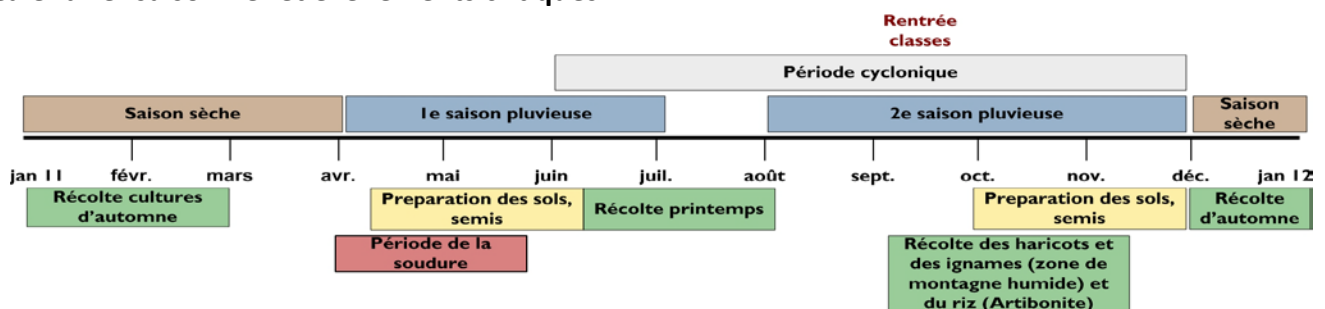 Rentrée
classes
Période cyclonique
Saison sèche
1e saison pluvieuse
2e saison pluvieuse
Saison
sèche
jan 11
févr.
mars
avr.
mai
juin
juil.
août
sept.
oct.
nov.
déc.
jan 12
Récolte cultures
d'automne
Preparation des sols,
semis
Récolte printemps
Preparation des sols,
semis
Récolte
d'automne
Période de la
soudure
Récolte des haricots et
des ignames (zone de
montagne humide) et
du riz (Artibonite)